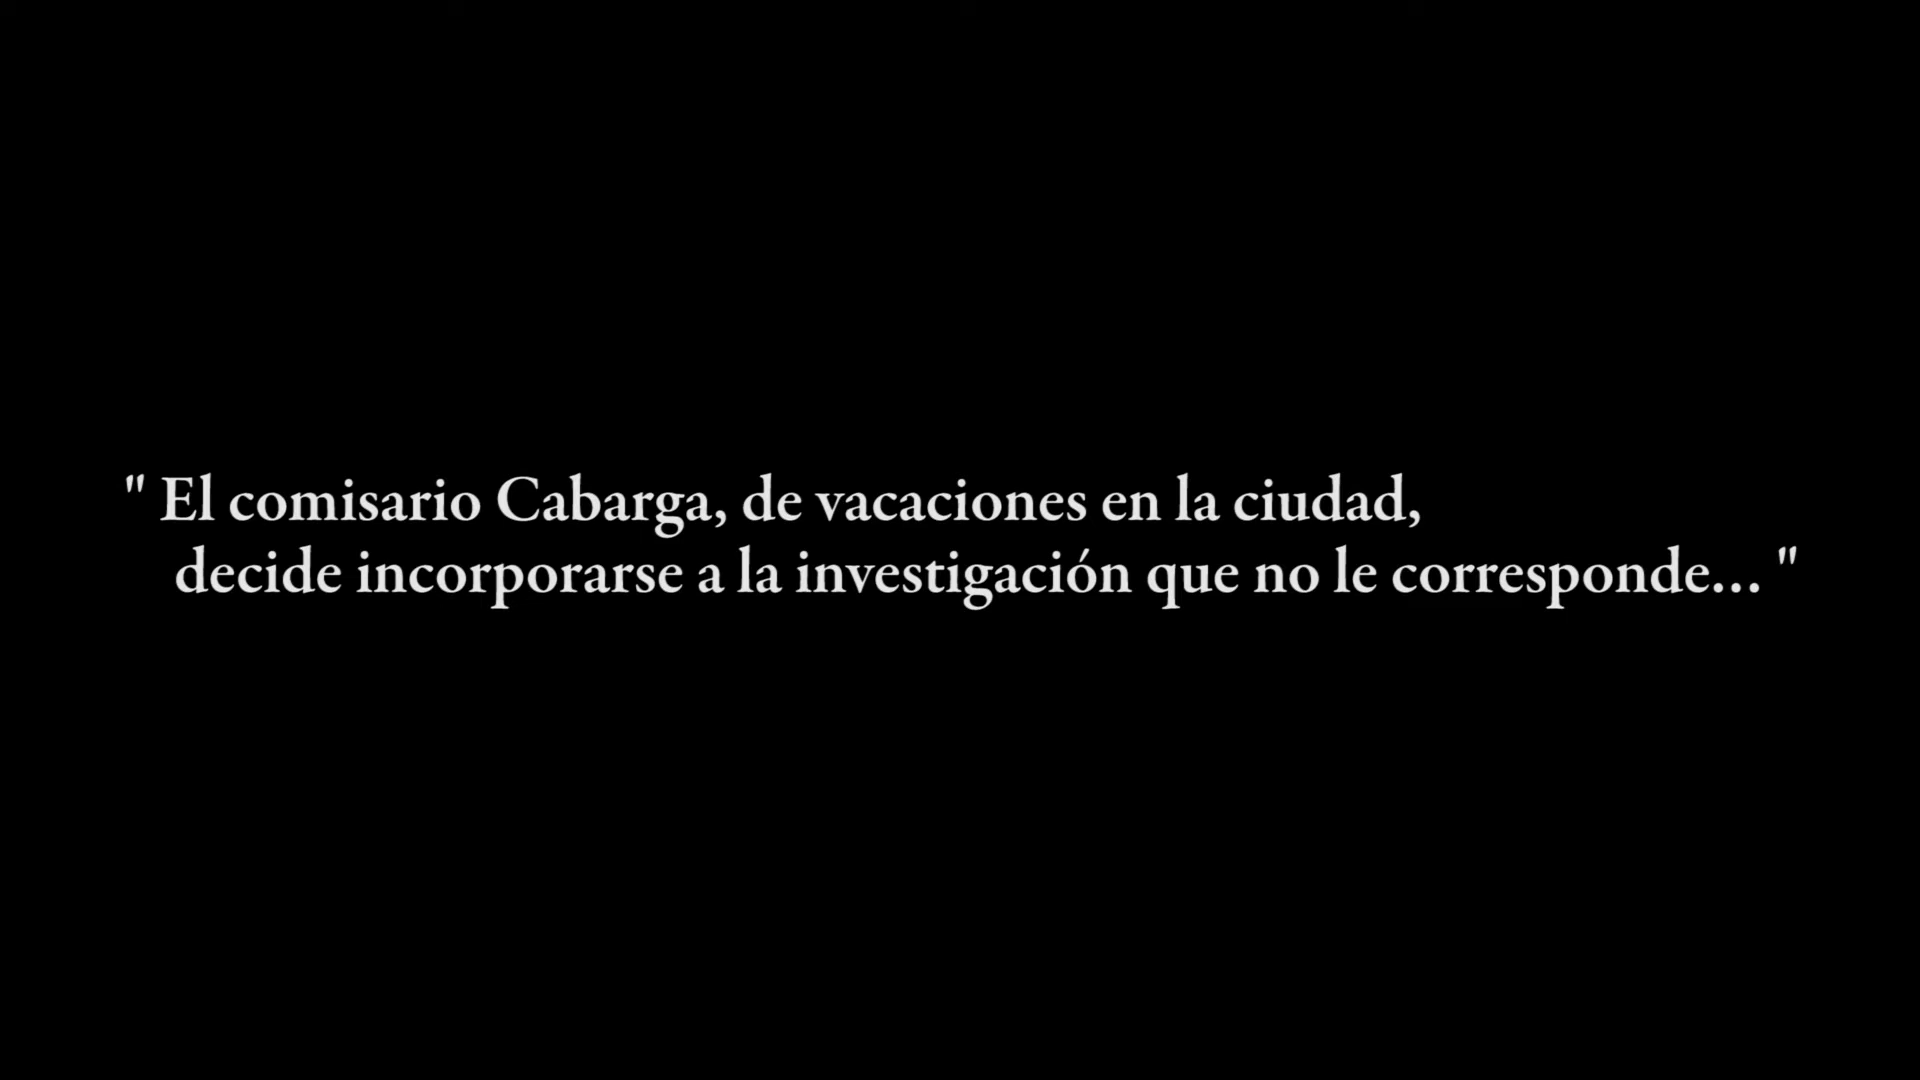 " El comisario Cabarga, de vacaciones en la ciudad,
decide incorporarse a la investigación que no le corresponde... "